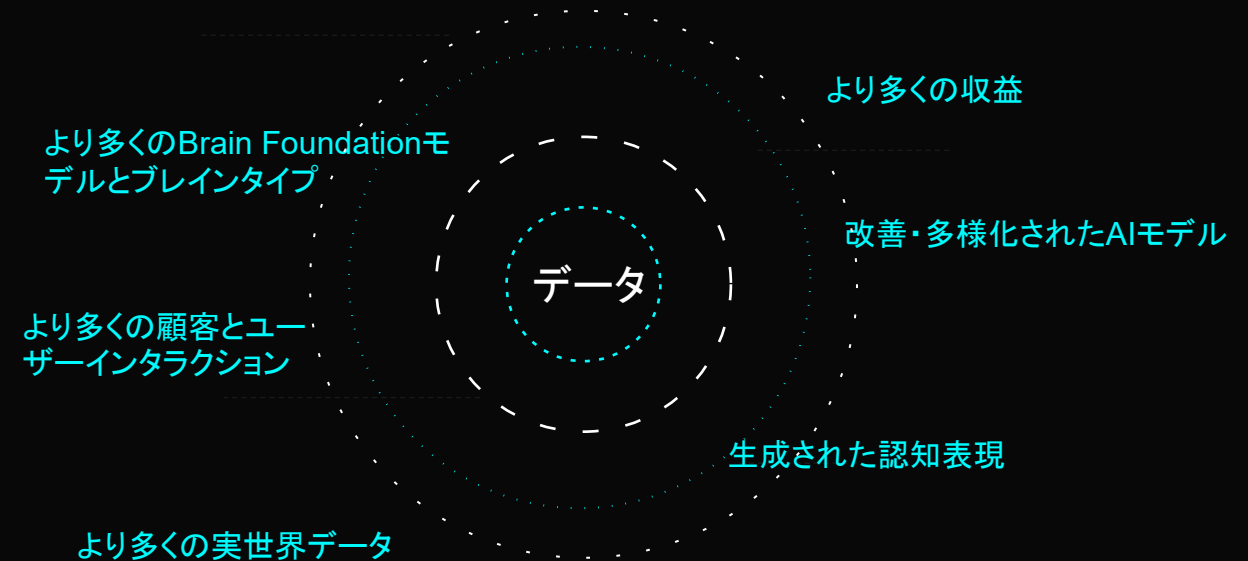 より多くの収益
より多くのBrain Foundationモ
デルとブレインタイプ
改善・多様化されたAIモデル
データ
より多くの顧客とユー
ザーインタラクション
生成された認知表現
より多くの実世界データ